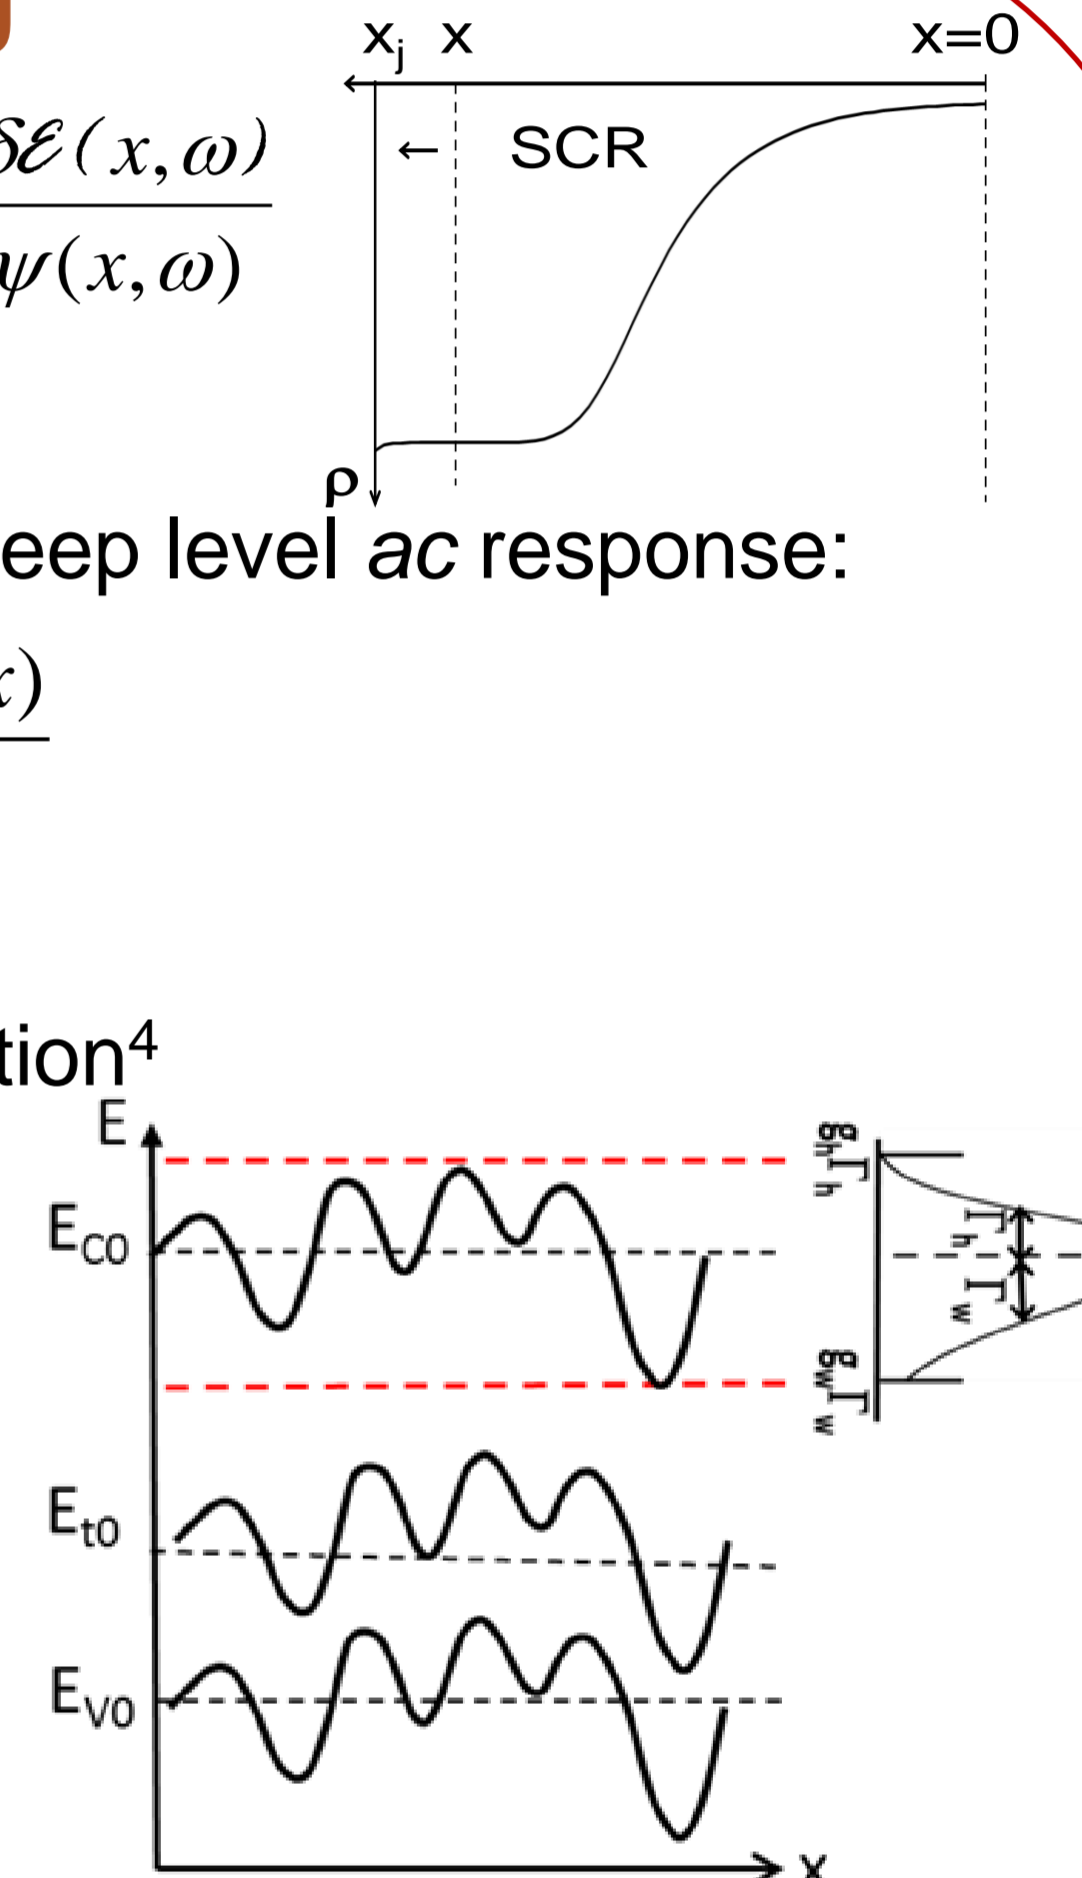 xj x x=0
δℰ(x,ω)
ψ(x,ω)
← SCR
ρ
eep level ac response:
x)
tion⁴
E
EC0
Et0
EV0
x
ghΓh
Γh
Γw
gwΓw